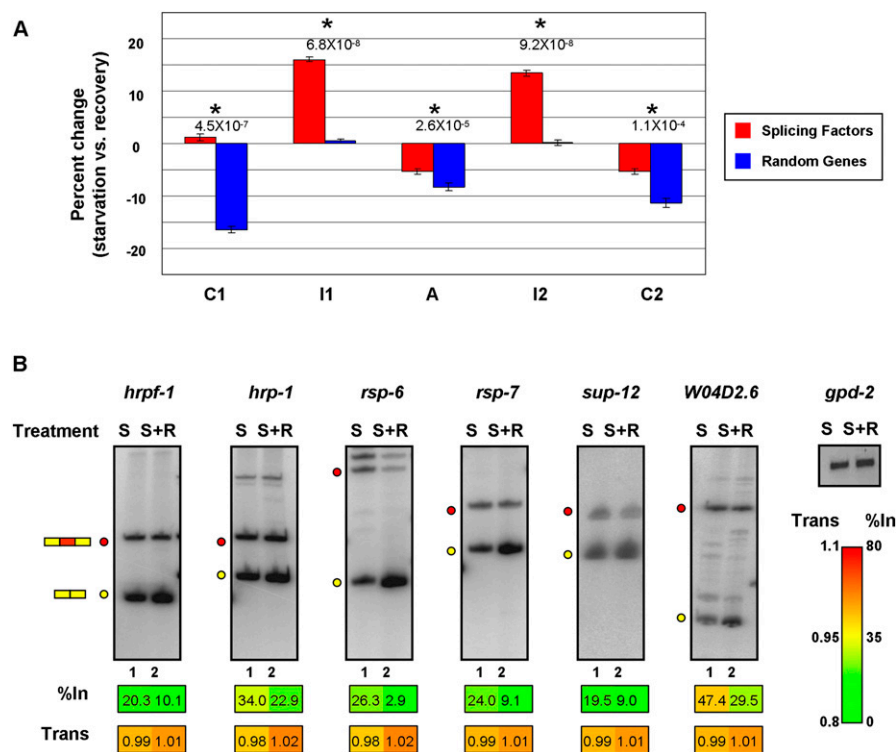 A
Percent change
(starvation vs. recovery)
20
10
0
-10
-20
*
4.5X10⁻⁷
*
6.8X10⁻⁸
*
2.6X10⁻⁵
*
9.2X10⁻⁸
*
1.1X10⁻⁴
C1 I1 A I2 C2
Splicing Factors
Random Genes
B
hrpf-1 hrp-1 rsp-6 rsp-7 sup-12 W04D2.6 gpd-2
Treatment S S+R S S+R S S+R S S+R S S+R S S+R S S+R
1 2 1 2 1 2 1 2 1 2 1 2
%In 20.3 10.1 34.0 22.9 26.3 2.9 24.0 9.1 19.5 9.0 47.4 29.5
Trans 0.99 1.01 0.98 1.02 0.98 1.02 0.99 1.01 0.99 1.01 0.99 1.01
Trans %In
1.1 80
0.95 35
0.8 0